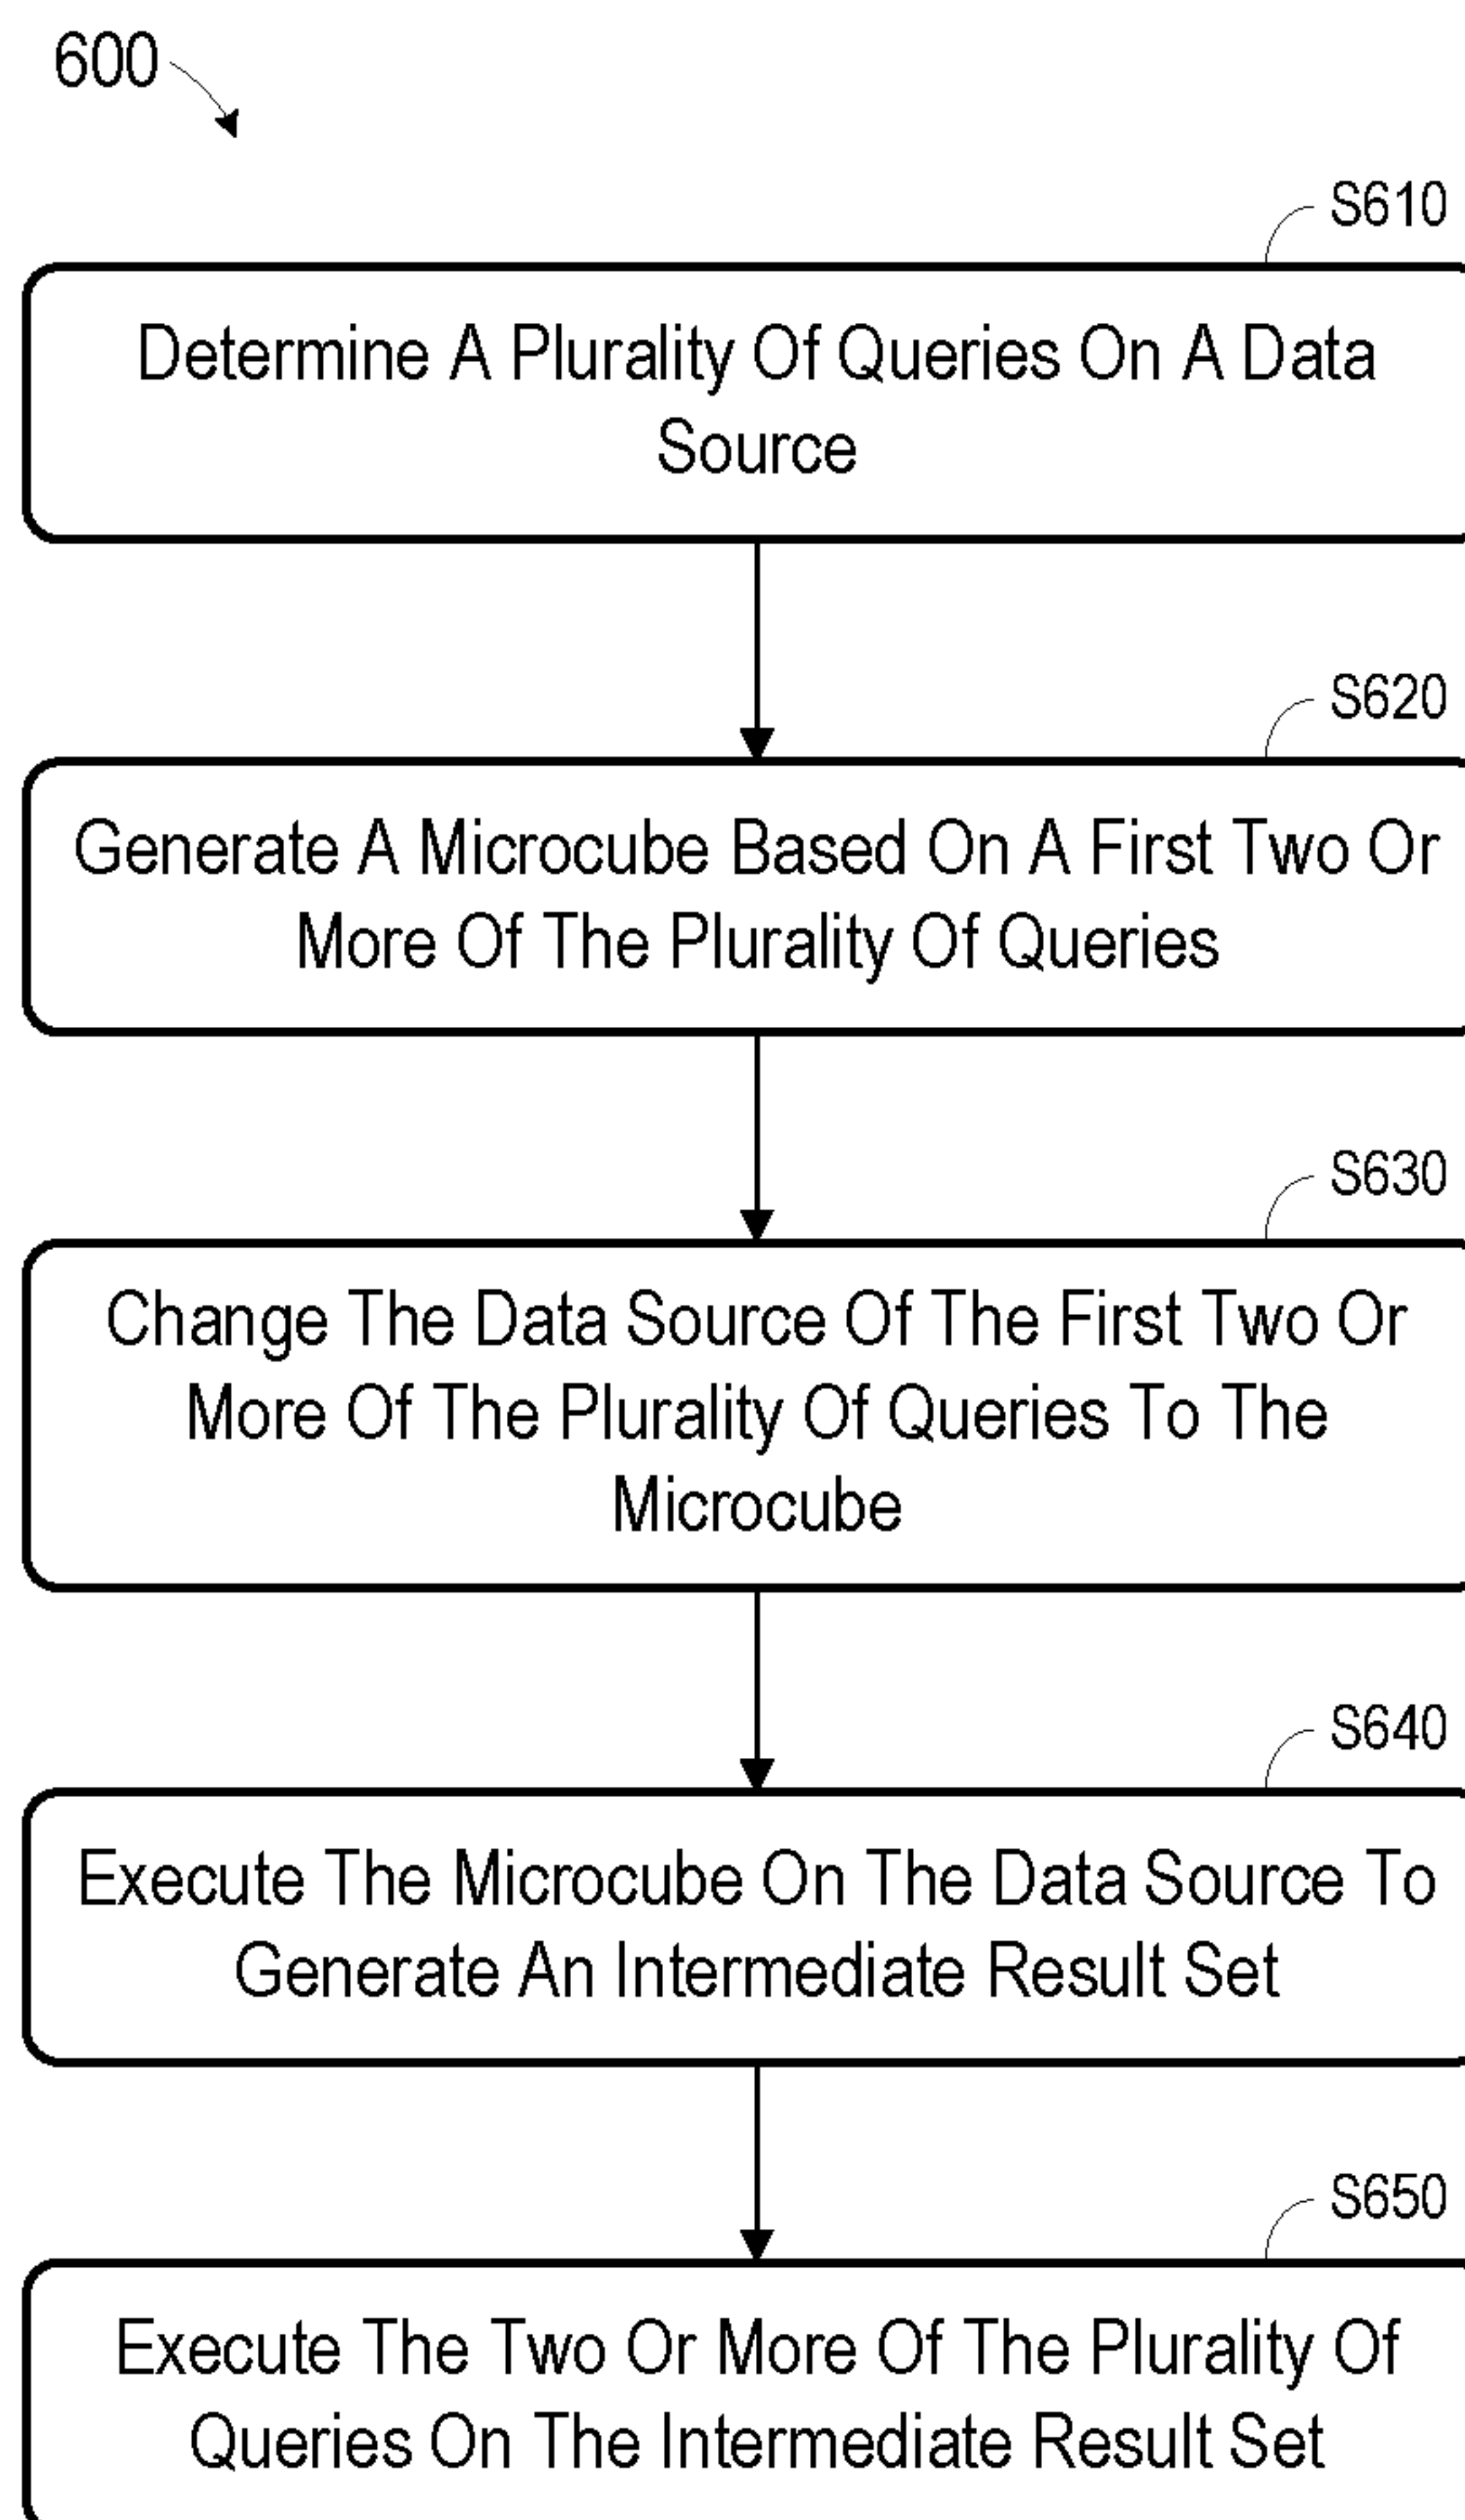 600
S610
Determine A Plurality Of Queries On A Data
Source
S620
Generate A Microcube Based On A First Two Or
More Of The Plurality Of Queries
S630
Change The Data Source Of The First Two Or
More Of The Plurality Of Queries To The
Microcube
S640
Execute The Microcube On The Data Source To
Generate An Intermediate Result Set
S650
Execute The Two Or More Of The Plurality Of
Queries On The Intermediate Result Set